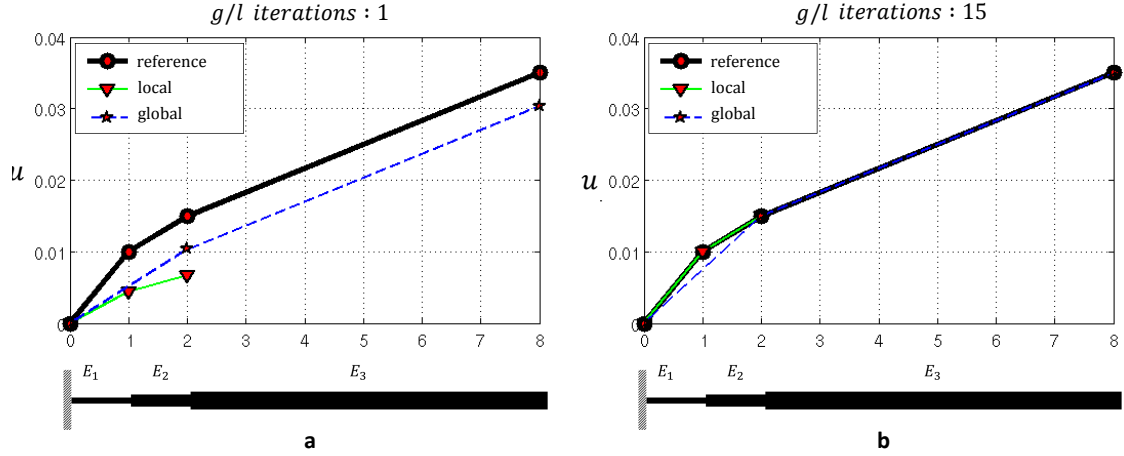 g/l iterations : 1
0.04
0.03
0.02
0.01
0
u
reference
local
global
0 1 2 3 4 5 6 7 8
E₁ E₂ E₃
a
g/l iterations : 15
0.04
0.03
0.02
0.01
0
u
reference
local
global
0 1 2 3 4 5 6 7 8
E₁ E₂ E₃
b